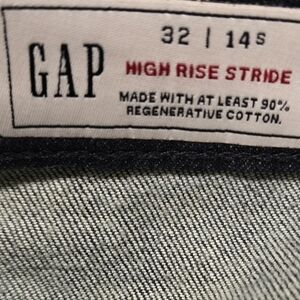 GAP
32 | 14S
HIGH RISE STRIDE
MADE WITH AT LEAST 90%
REGENERATIVE COTTON.